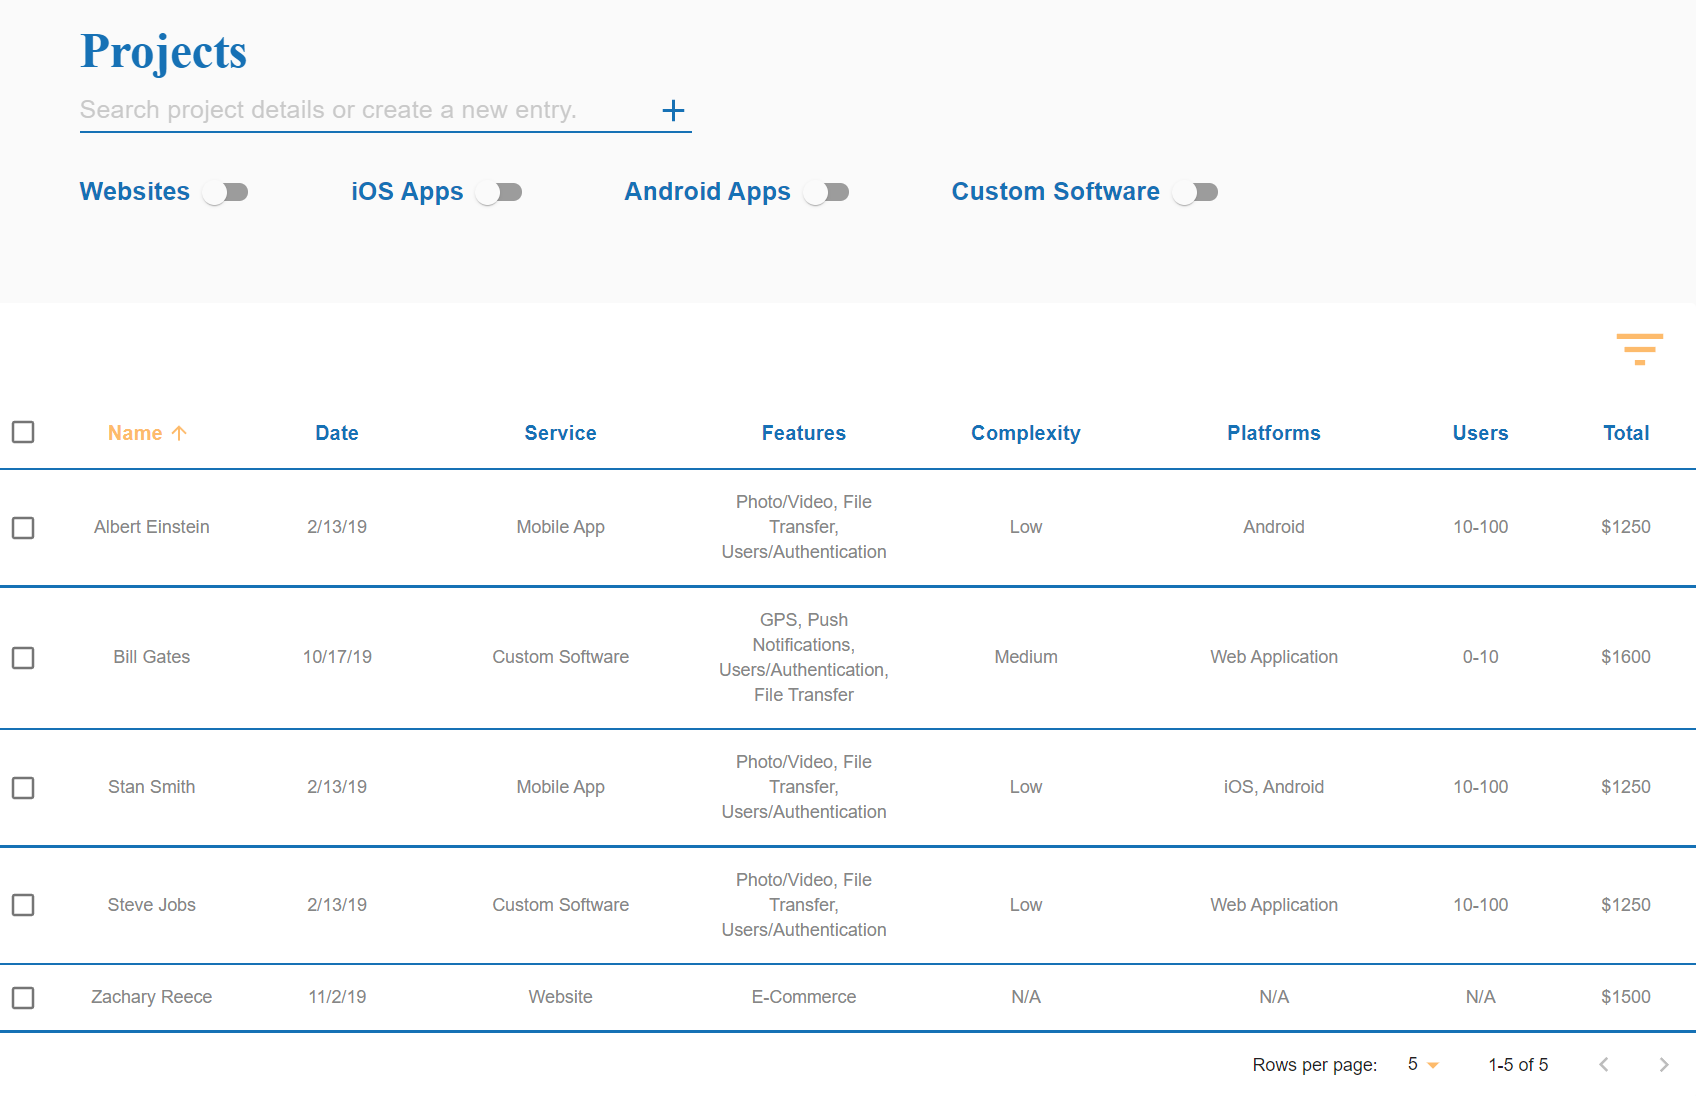 Projects
Search project details or create a new entry.
Websites iOS Apps Android Apps Custom Software
Name Date Service Features Complexity Platforms Users Total
Albert Einstein 2/13/19 Mobile App Photo/Video, File
Transfer,
Users/Authentication Low Android 10-100 $1250
Bill Gates 10/17/19 Custom Software GPS, Push
Notifications,
Users/Authentication,
File Transfer Medium Web Application 0-10 $1600
Stan Smith 2/13/19 Mobile App Photo/Video, File
Transfer,
Users/Authentication Low iOS, Android 10-100 $1250
Steve Jobs 2/13/19 Custom Software Photo/Video, File
Transfer,
Users/Authentication Low Web Application 10-100 $1250
Zachary Reece 11/2/19 Website E-Commerce N/A N/A N/A $1500
Rows per page: 5 1-5 of 5